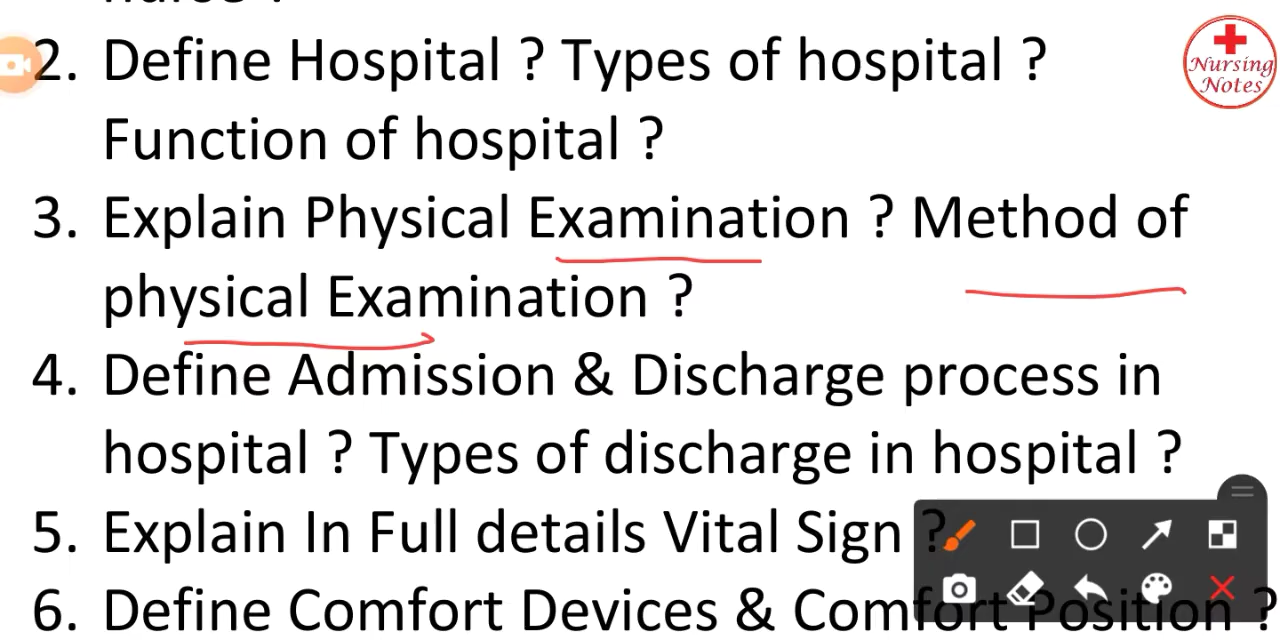 2. Define Hospital ? Types of hospital ?
Function of hospital ?
3. Explain Physical Examination ? Method of
physical Examination ?
4. Define Admission & Discharge process in
hospital ? Types of discharge in hospital ?
5. Explain In Full details Vital Sign ?
6. Define Comfort Devices & Comfort Position ?
Nursing
Notes